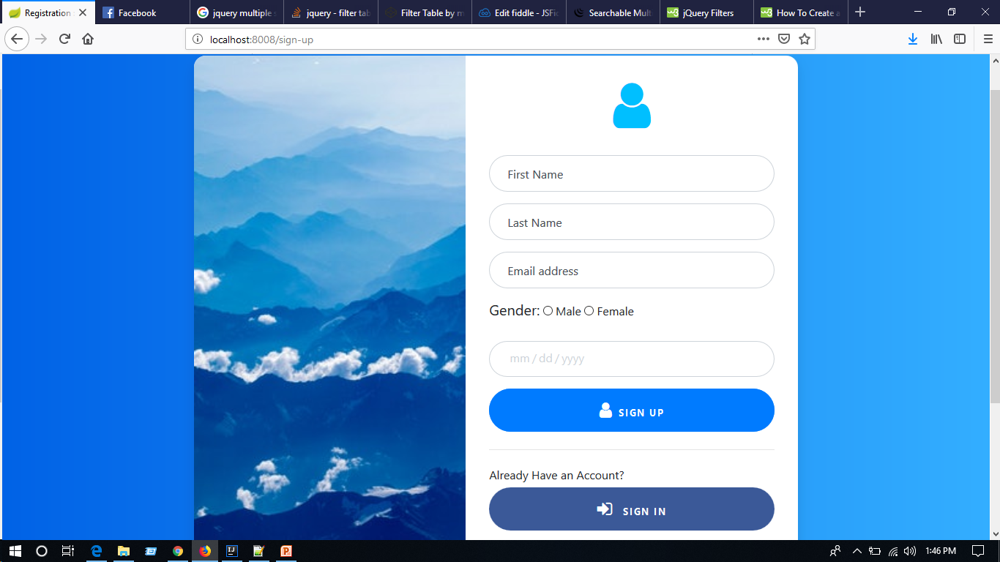 Registration
Facebook
jquery multiple
jquery - filter tab
Filter Table by m
Edit fiddle - JSFid
Searchable Mult
jQuery Filters
How To Create a
localhost:8008/sign-up
First Name
Last Name
Email address
Gender: Male Female
mm / dd / yyyy
SIGN UP
Already Have an Account?
SIGN IN
1:46 PM